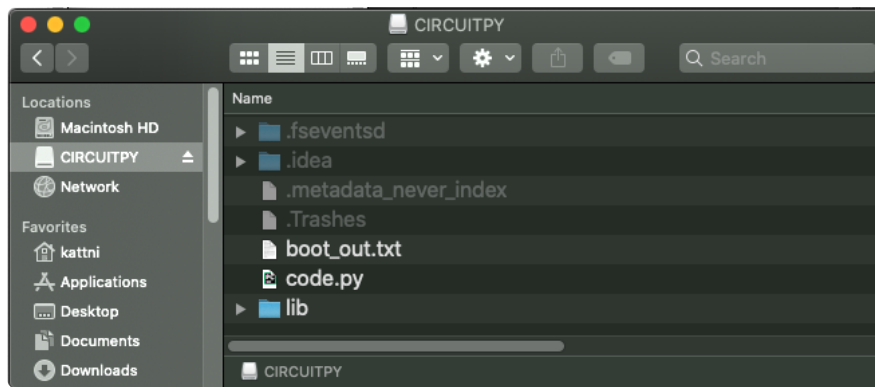 CIRCUITPY
Search
Locations
Macintosh HD
CIRCUITPY
Network
Favorites
kattni
Applications
Desktop
Documents
Downloads
Name
.fseventsd
.idea
.metadata_never_index
.Trashes
boot_out.txt
code.py
lib
CIRCUITPY